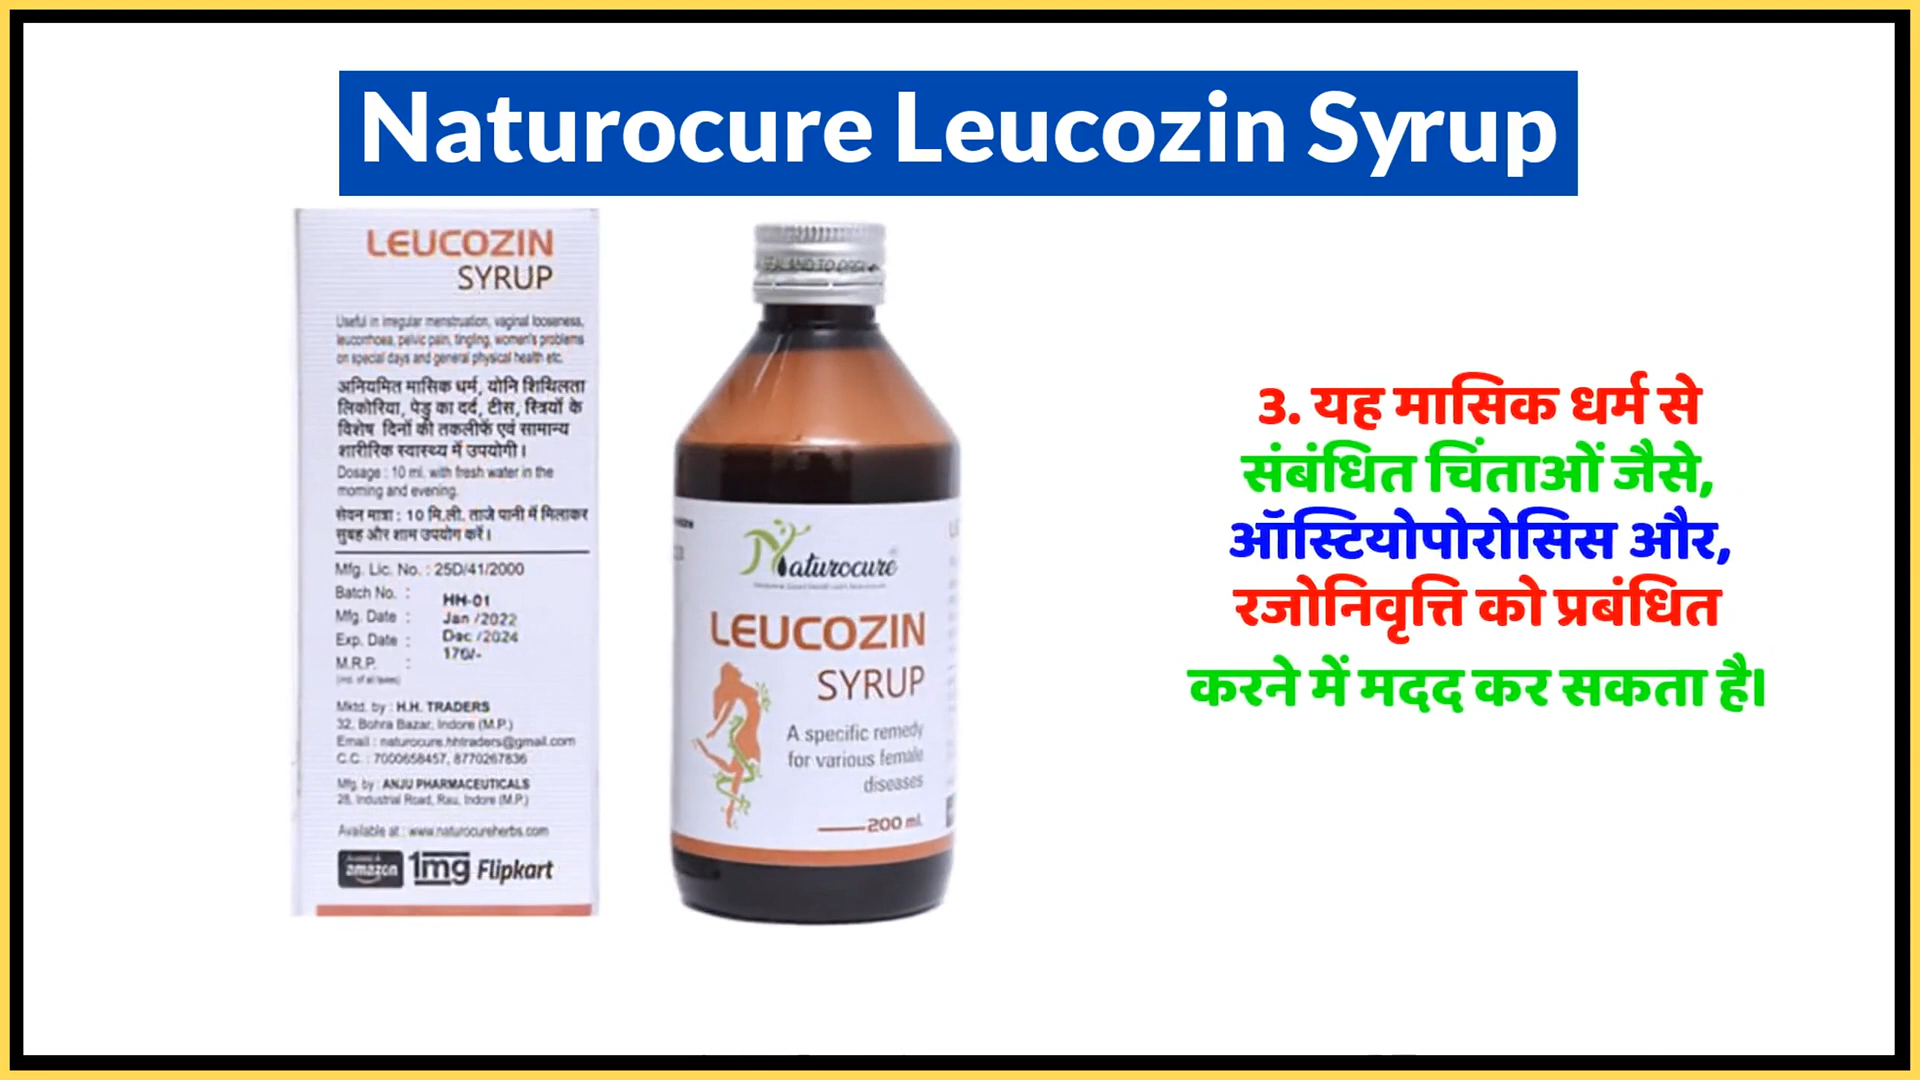 Naturocure Leucozin Syrup
LEUCOZIN
SYRUP
Useful in irregular menstruation, vaginal looseness,
leucorrhoea, pelvic pain, tingling, women's problems
on special days and general physical health etc.
अनियमित मासिक धर्म, योनि शिथिलता
लिकोरिया, पेडु का दर्द, टीस, स्त्रियों के
विशेष दिनों की तकलीफें एवं सामान्य
शारीरिक स्वास्थ्य में उपयोगी।
Dosage : 10 ml. with fresh water in the
morning and evening.
सेवन मात्रा : 10 मि.ली. ताजे पानी में मिलाकर
सुबह और शाम उपयोग करें।
Mfg. Lic. No. : 25D/41/2000
Batch No. : HH-01
Mfg. Date : Jan /2022
Exp. Date : Dec /2024
M.R.P. : 170/-
(incl. of all taxes)
Mktd. by : H.H. TRADERS
32, Bohra Bazar, Indore (M.P.)
Email : naturocure.hhtraders@gmail.com
C.C. : 7000658457, 8770267836
Mfg. by : ANJU PHARMACEUTICALS
28, Industrial Road, Rau, Indore (M.P.)
Available at : www.naturocureherbs.com
amazon 1mg Flipkart
Naturocure
LEUCOZIN
SYRUP
A specific remedy
for various female
diseases
200 ml.
3. यह मासिक धर्म से
संबंधित चिंताओं जैसे,
ऑस्टियोपोरोसिस और,
रजोनिवृत्ति को प्रबंधित
करने में मदद कर सकता है।